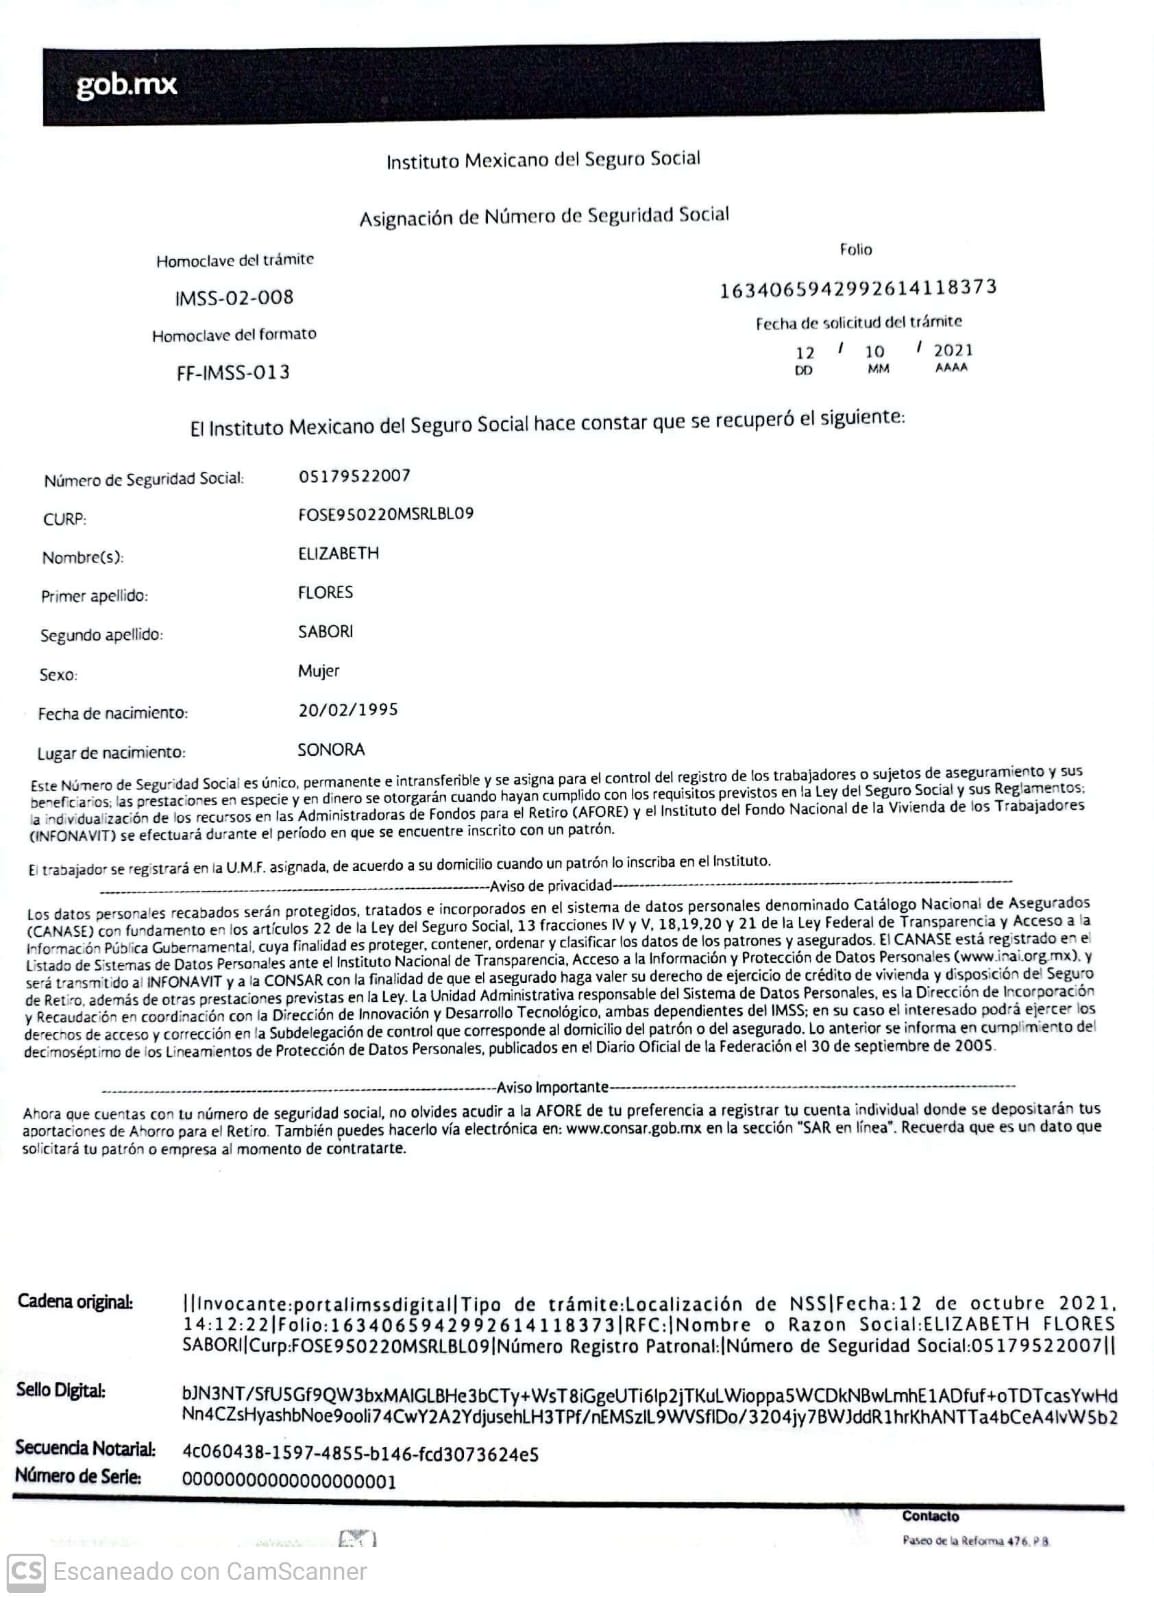 gob.mx
Instituto Mexicano del Seguro Social
Asignación de Número de Seguridad Social
Homoclave del trámite
IMSS-02-008
Homoclave del formato
FF-IMSS-013
Folio
1634065942992614118373
Fecha de solicitud del trámite
12 / 10 / 2021
DD MM AAAA
El Instituto Mexicano del Seguro Social hace constar que se recuperó el siguiente:
Número de Seguridad Social: 05179522007
CURP: FOSE950220MSRLBL09
Nombre(s): ELIZABETH
Primer apellido: FLORES
Segundo apellido: SABORI
Sexo: Mujer
Fecha de nacimiento: 20/02/1995
Lugar de nacimiento: SONORA
Este Número de Seguridad Social es único, permanente e intransferible y se asigna para el control del registro de los trabajadores o sujetos de aseguramiento y sus
beneficiarios; las prestaciones en especie y en dinero se otorgarán cuando hayan cumplido con los requisitos previstos en la Ley del Seguro Social y sus Reglamentos;
la individualización de los recursos en las Administradoras de Fondos para el Retiro (AFORE) y el Instituto del Fondo Nacional de la Vivienda de los Trabajadores
(INFONAVIT) se efectuará durante el período en que se encuentre inscrito con un patrón.
El trabajador se registrará en la U.M.F. asignada, de acuerdo a su domicilio cuando un patrón lo inscriba en el Instituto.
Aviso de privacidad
Los datos personales recabados serán protegidos, tratados e incorporados en el sistema de datos personales denominado Catálogo Nacional de Asegurados
(CANASE) con fundamento en los artículos 22 de la Ley del Seguro Social, 13 fracciones IV y V, 18,19,20 y 21 de la Ley Federal de Transparencia y Acceso a la
Información Pública Gubernamental, cuya finalidad es proteger, contener, ordenar y clasificar los datos de los patrones y asegurados. El CANASE está registrado en el
Listado de Sistemas de Datos Personales ante el Instituto Nacional de Transparencia, Acceso a la Información y Protección de Datos Personales (www.inai.org.mx), y
será transmitido al INFONAVIT y a la CONSAR con la finalidad de que el asegurado haga valer su derecho de ejercicio de crédito de vivienda y disposición del Seguro
de Retiro, además de otras prestaciones previstas en la Ley. La Unidad Administrativa responsable del Sistema de Datos Personales, es la Dirección de Incorporación
y Recaudación en coordinación con la Dirección de Innovación y Desarrollo Tecnológico, ambas dependientes del IMSS; en su caso el interesado podrá ejercer los
derechos de acceso y corrección en la Subdelegación de control que corresponde al domicilio del patrón o del asegurado. Lo anterior se informa en cumplimiento del
decimoséptimo de los Lineamientos de Protección de Datos Personales, publicados en el Diario Oficial de la Federación el 30 de septiembre de 2005.
Aviso Importante
Ahora que cuentas con tu número de seguridad social, no olvides acudir a la AFORE de tu preferencia a registrar tu cuenta individual donde se depositarán tus
aportaciones de Ahorro para el Retiro. También puedes hacerlo vía electrónica en: www.consar.gob.mx en la sección "SAR en línea". Recuerda que es un dato que
solicitará tu patrón o empresa al momento de contratarte.
Cadena original: ||Invocante:portalimssdigital|Tipo de trámite:Localización de NSS|Fecha:12 de octubre 2021,
14:12:22|Folio:1634065942992614118373|RFC:|Nombre o Razon Social:ELIZABETH FLORES
SABORI|Curp:FOSE950220MSRLBL09|Número Registro Patronal:|Número de Seguridad Social:05179522007||
Sello Digital: bJN3NT/SfU5Gf9QW3bxMAIGLBHe3bCTy+WsT8iGgeUTi6lp2jTKuLWioppa5WCDkNBwLmhE1ADfuf+oTDTcasYwHd
Nn4CZsHyashbNoe9ooli74CwY2A2YdjusehLH3TPf/nEMSzlL9WVSflDo/3204jy7BWJddR1hrKhANTTa4bCeA4lvW5b2
Secuencia Notarial: 4c060438-1597-4855-b146-fcd3073624e5
Número de Serie: 00000000000000000001
Contacto
Paseo de la Reforma 476, P.B.
CS Escaneado con CamScanner